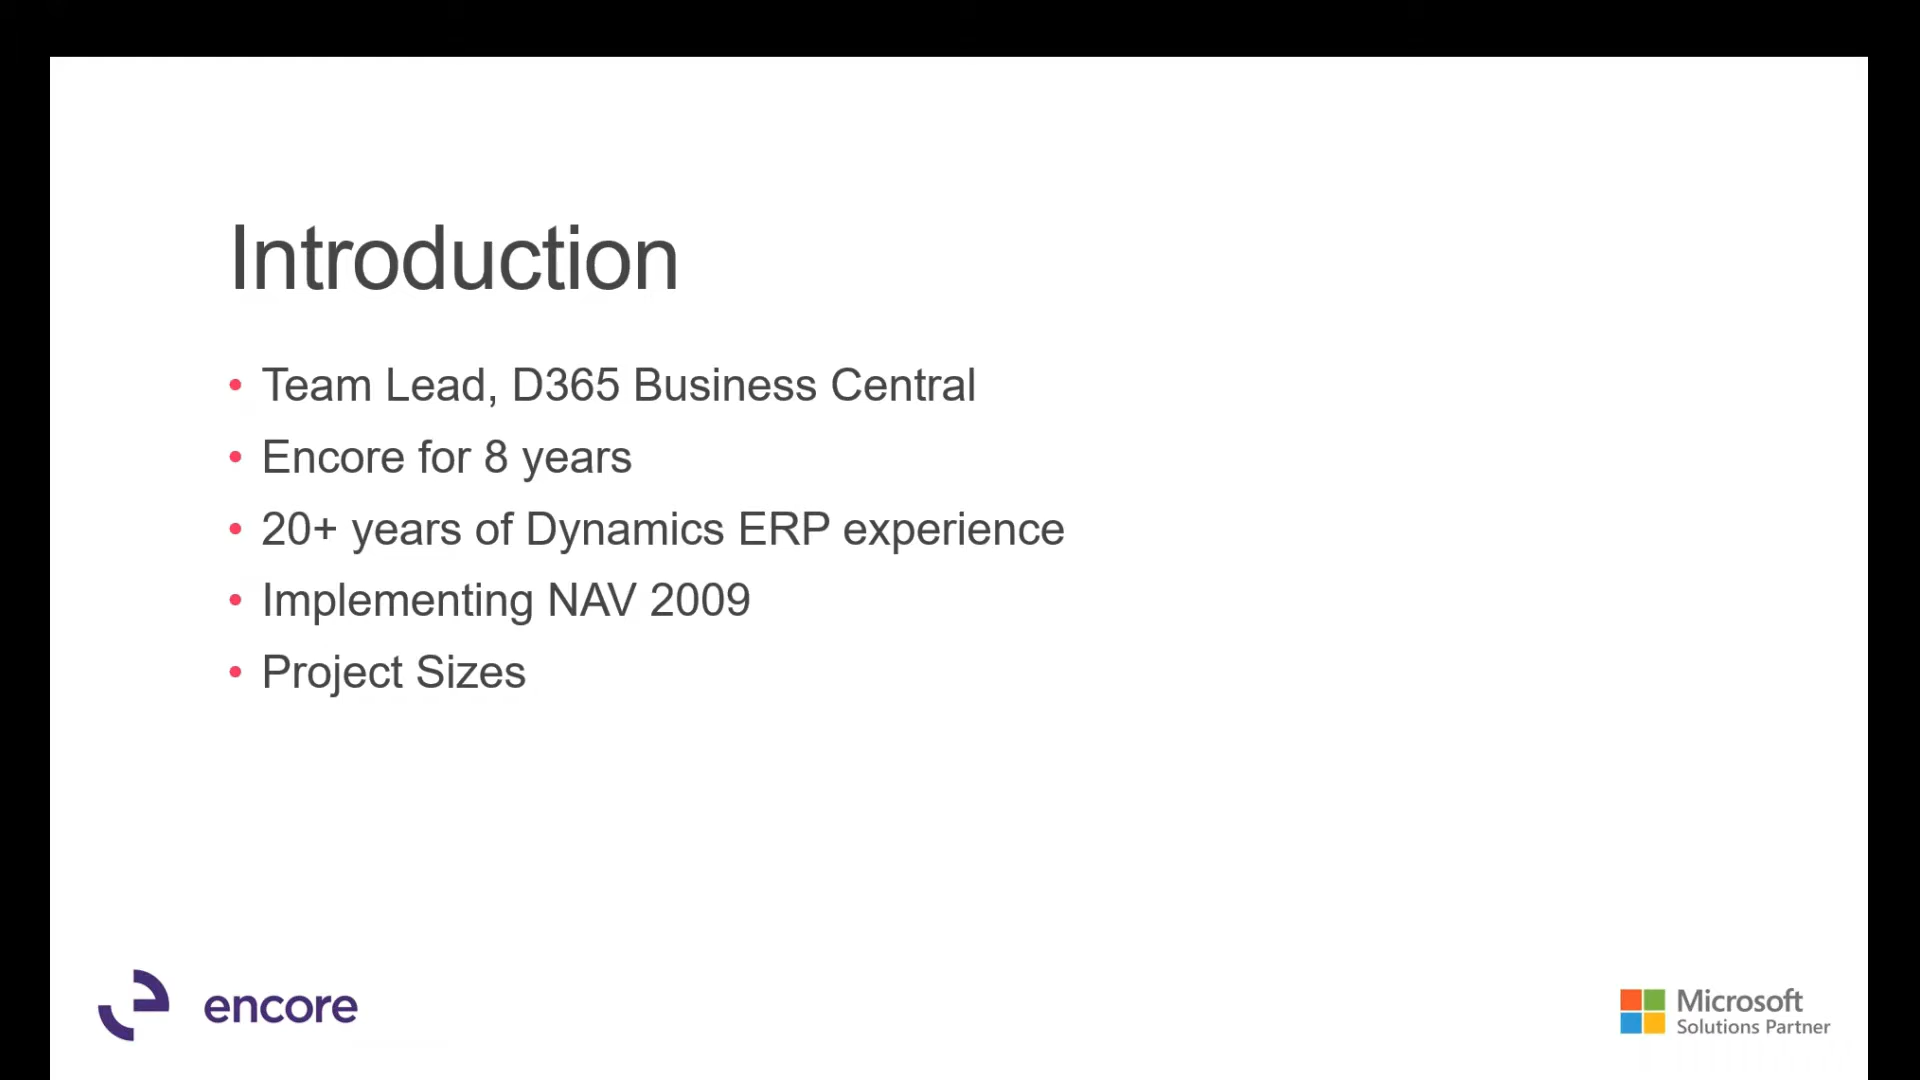 Introduction
• Team Lead, D365 Business Central
• Encore for 8 years
• 20+ years of Dynamics ERP experience
• Implementing NAV 2009
• Project Sizes
encore
Microsoft
Solutions Partner